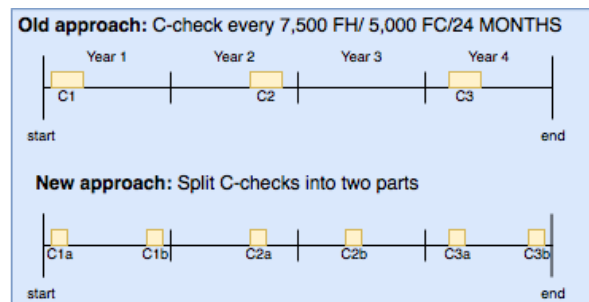 Old approach: C-check every 7,500 FH/ 5,000 FC/24 MONTHS
Year 1 Year 2 Year 3 Year 4
C1 C2 C3
start end
New approach: Split C-checks into two parts
C1a C1b C2a C2b C3a C3b
start end